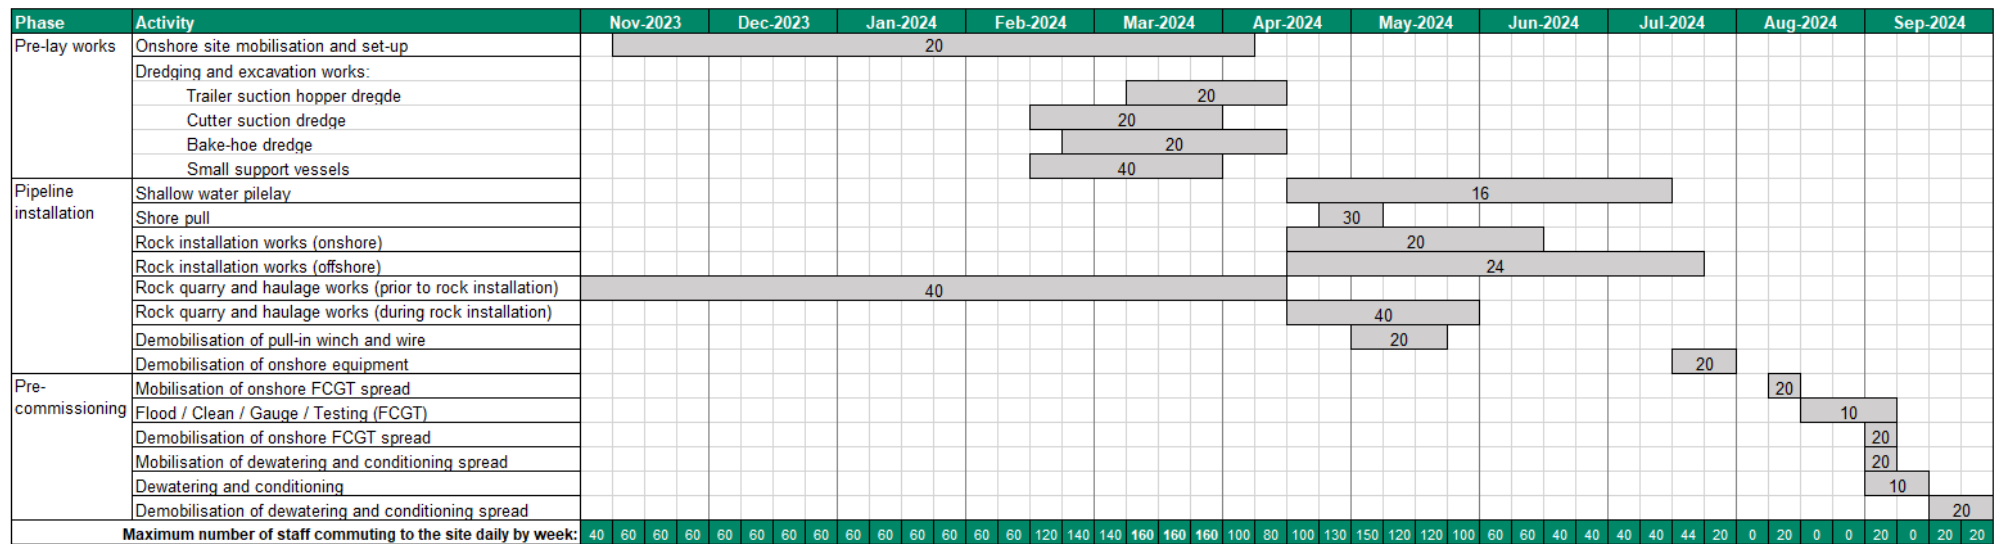 Phase Activity Nov-2023 Dec-2023 Jan-2024 Feb-2024 Mar-2024 Apr-2024 May-2024 Jun-2024 Jul-2024 Aug-2024 Sep-2024
Pre-lay works Onshore site mobilisation and set-up 20
Dredging and excavation works:
Trailer suction hopper dregde 20
Cutter suction dredge 20
Bake-hoe dredge 20
Small support vessels 40
Pipeline Shallow water pilelay 16
installation Shore pull 30
Rock installation works (onshore) 20
Rock installation works (offshore) 24
Rock quarry and haulage works (prior to rock installation) 40
Rock quarry and haulage works (during rock installation) 40
Demobilisation of pull-in winch and wire 20
Demobilisation of onshore equipment 20
Pre- Mobilisation of onshore FCGT spread 20
commissioning Flood / Clean / Gauge / Testing (FCGT) 10
Demobilisation of onshore FCGT spread 20
Mobilisation of dewatering and conditioning spread 20
Dewatering and conditioning 10
Demobilisation of dewatering and conditioning spread 20
Maximum number of staff commuting to the site daily by week: 40 60 60 60 60 60 60 60 60 60 60 60 60 60 120 140 140 160 160 160 100 80 100 130 150 120 120 100 60 60 40 40 40 40 44 20 0 20 0 0 20 0 20 20